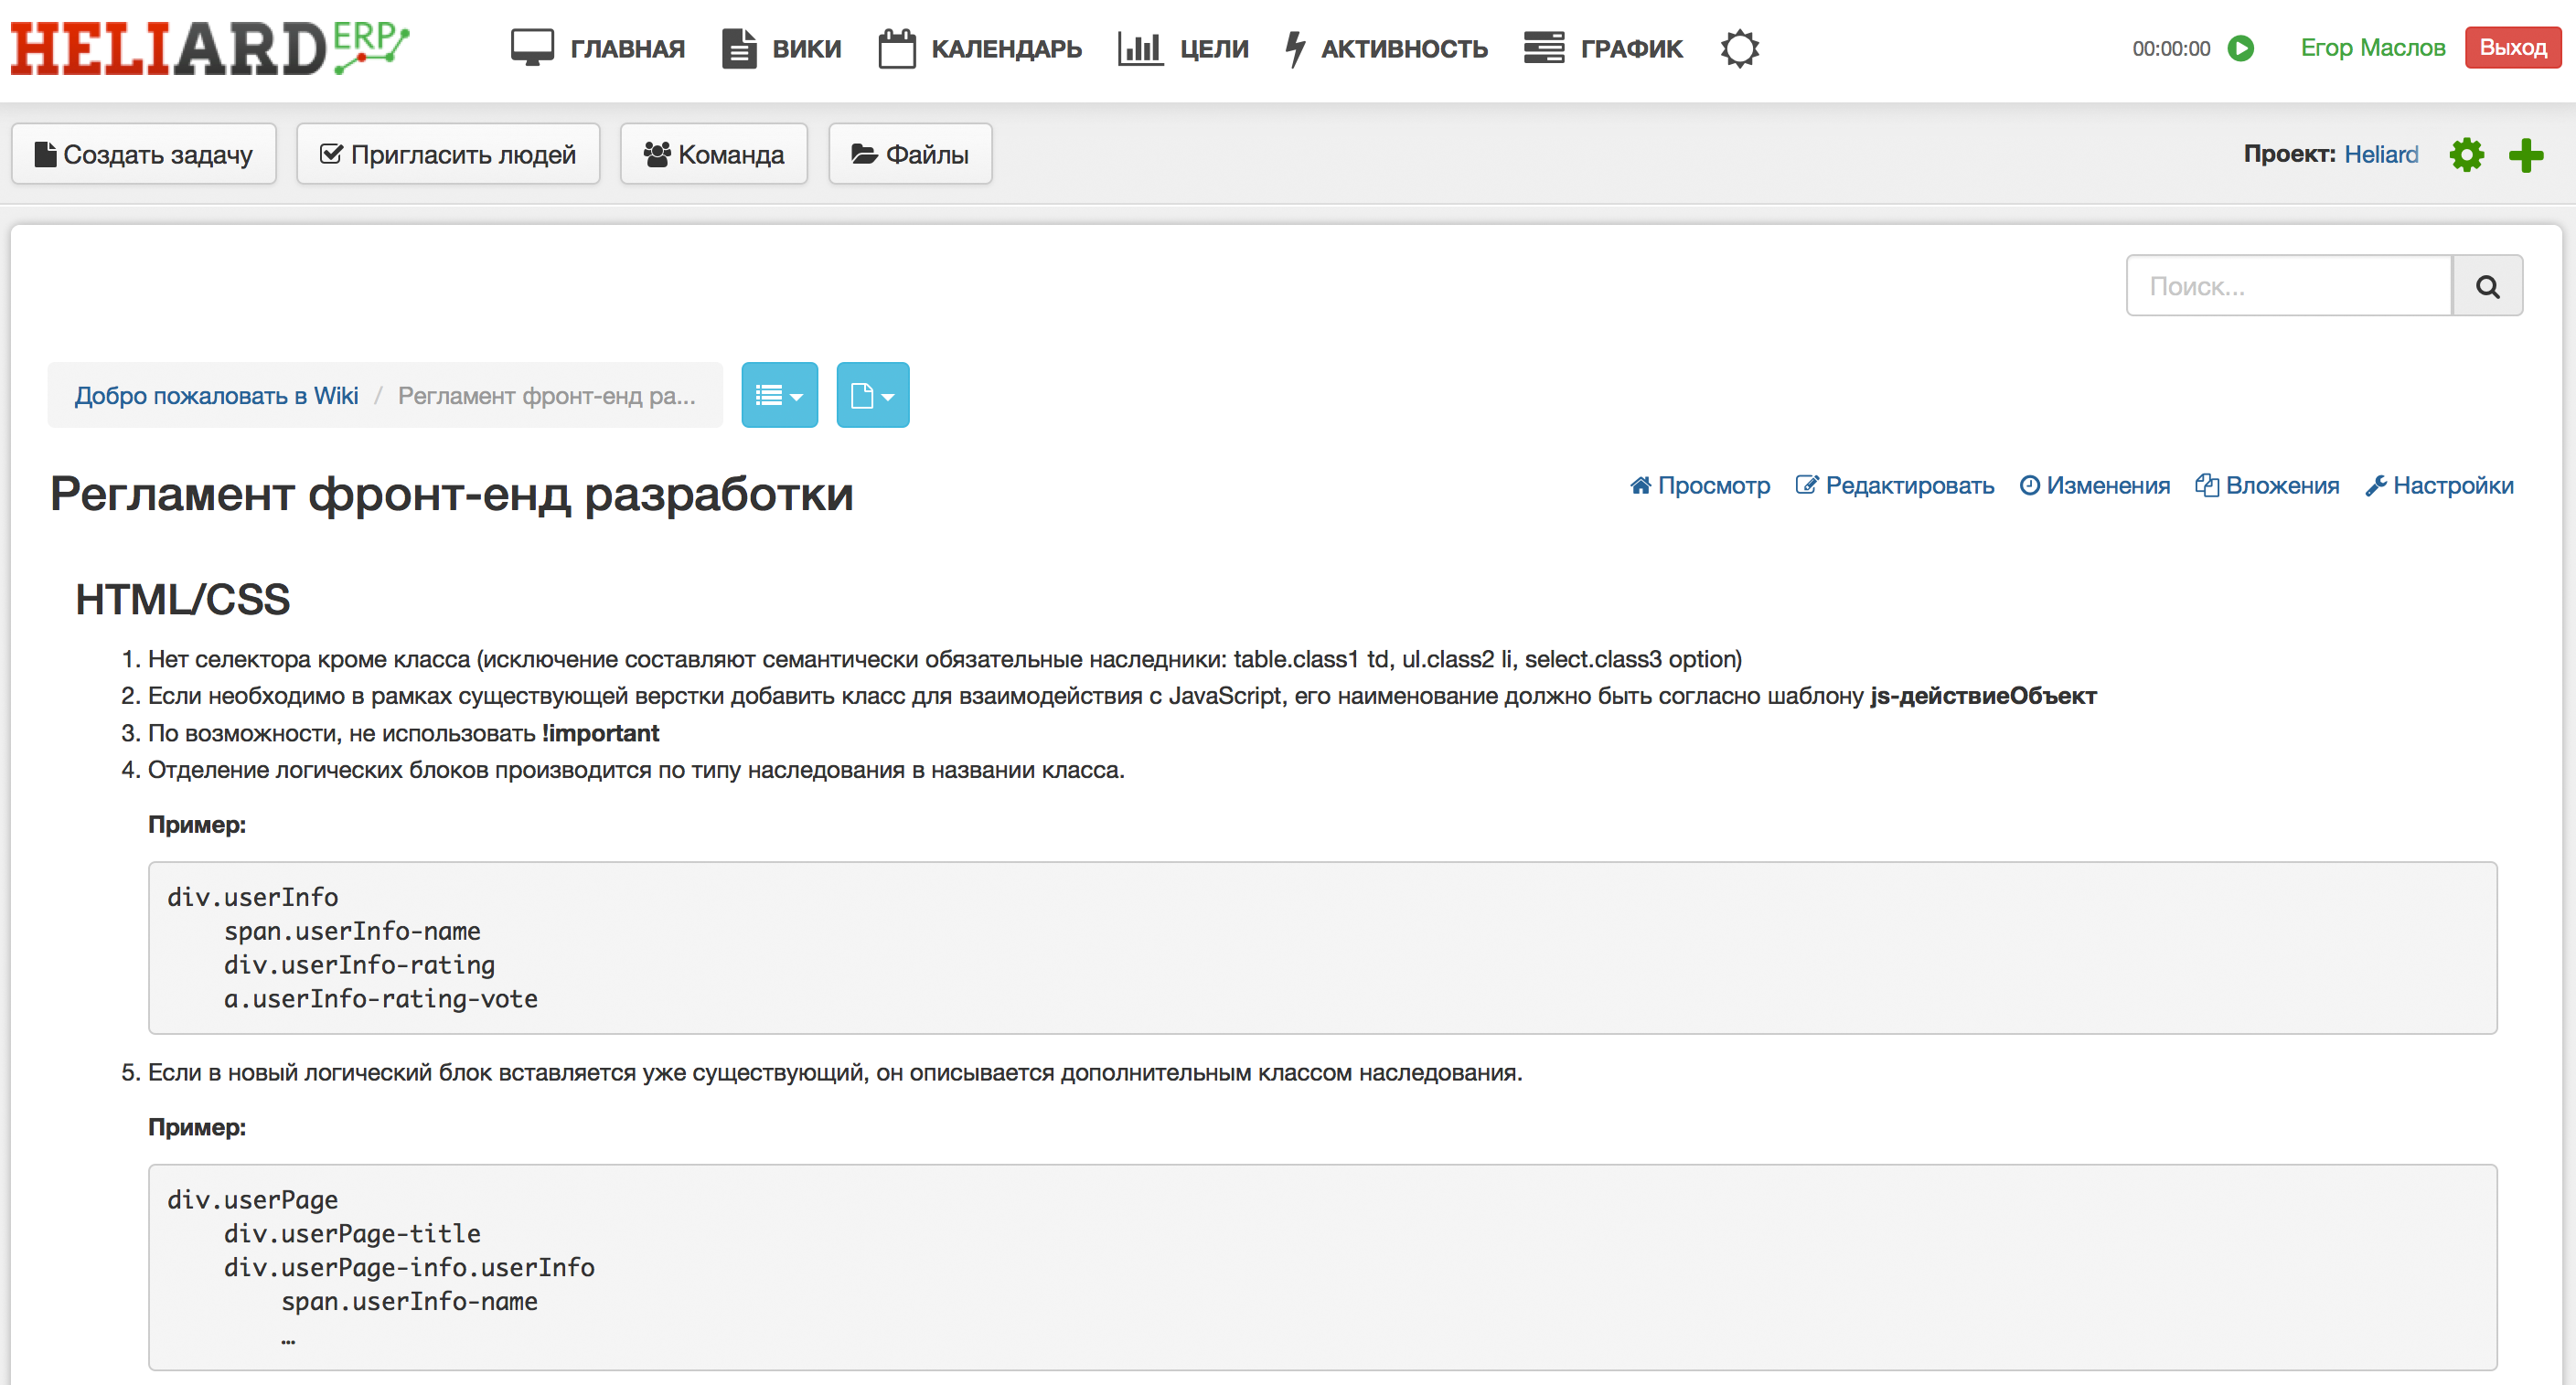 HELIARD ERP
ГЛАВНАЯ ВИКИ КАЛЕНДАРЬ ЦЕЛИ АКТИВНОСТЬ ГРАФИК 00:00:00 Егор Маслов Выход
Создать задачу Пригласить людей Команда Файлы Проект: Heliard
Поиск...
Добро пожаловать в Wiki / Регламент фронт-енд ра...
Регламент фронт-енд разработки
Просмотр Редактировать Изменения Вложения Настройки
HTML/CSS
1. Нет селектора кроме класса (исключение составляют семантически обязательные наследники: table.class1 td, ul.class2 li, select.class3 option)
2. Если необходимо в рамках существующей верстки добавить класс для взаимодействия с JavaScript, его наименование должно быть согласно шаблону js-действиеОбъект
3. По возможности, не использовать !important
4. Отделение логических блоков производится по типу наследования в названии класса.
Пример:
div.userInfo
    span.userInfo-name
    div.userInfo-rating
    a.userInfo-rating-vote
5. Если в новый логический блок вставляется уже существующий, он описывается дополнительным классом наследования.
Пример:
div.userPage
    div.userPage-title
    div.userPage-info.userInfo
        span.userInfo-name
        …